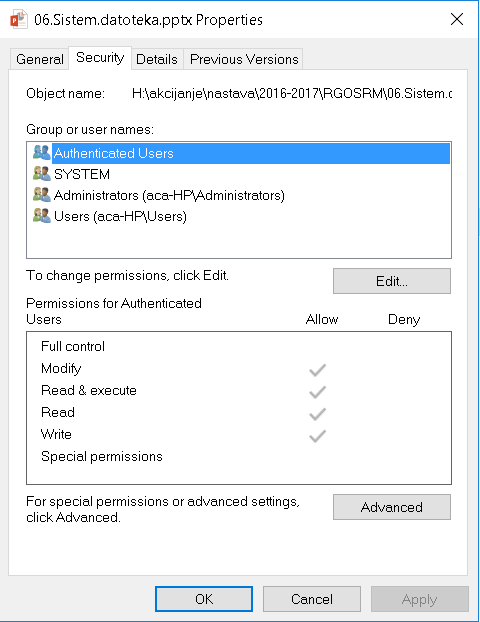 06.Sistem.datoteka.pptx Properties
General Security Details Previous Versions
Object name: H:\akcijanje\nastava\2016-2017\RGOSRM\06.Sistem.c
Group or user names:
Authenticated Users
SYSTEM
Administrators (aca-HP\Administrators)
Users (aca-HP\Users)
To change permissions, click Edit.
Edit...
Permissions for Authenticated
Users Allow Deny
Full control
Modify
Read & execute
Read
Write
Special permissions
For special permissions or advanced settings,
click Advanced.
Advanced
OK Cancel Apply